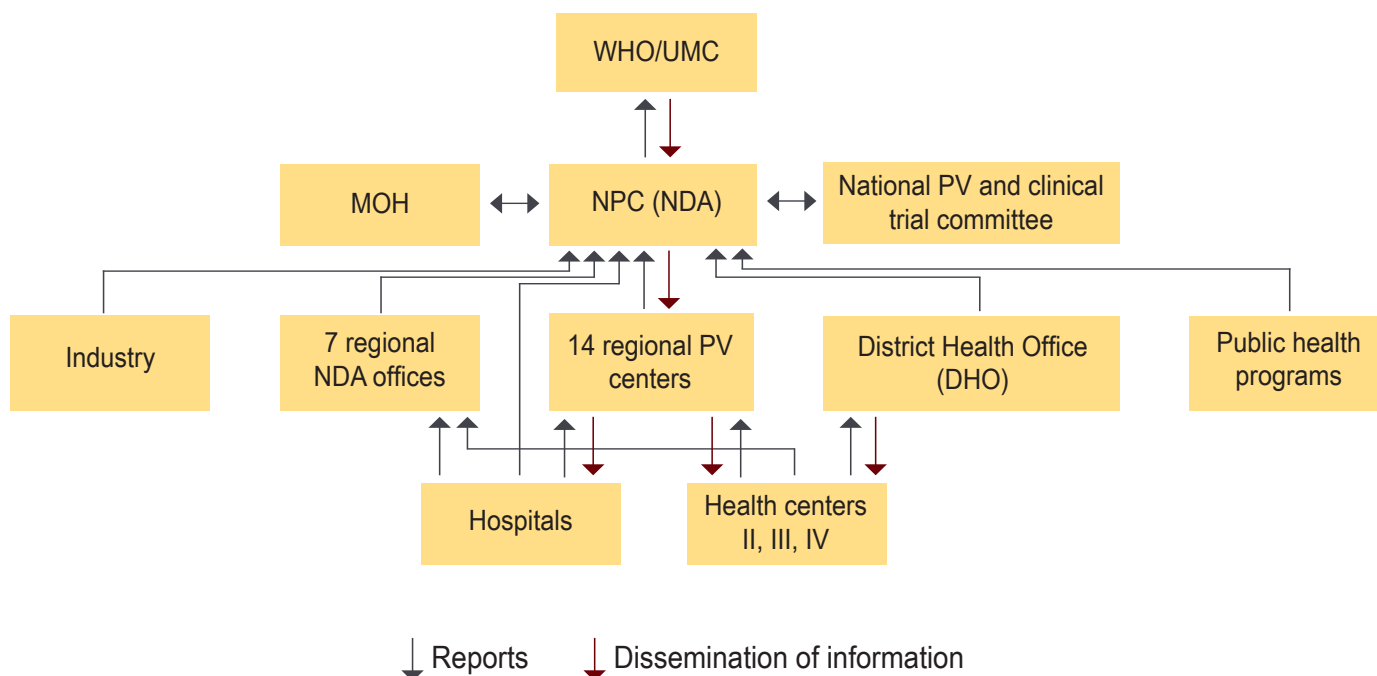 WHO/UMC
MOH
NPC (NDA)
National PV and clinical
trial committee
Industry
7 regional
NDA offices
14 regional PV
centers
District Health Office
(DHO)
Public health
programs
Hospitals
Health centers
II, III, IV
Reports
Dissemination of information